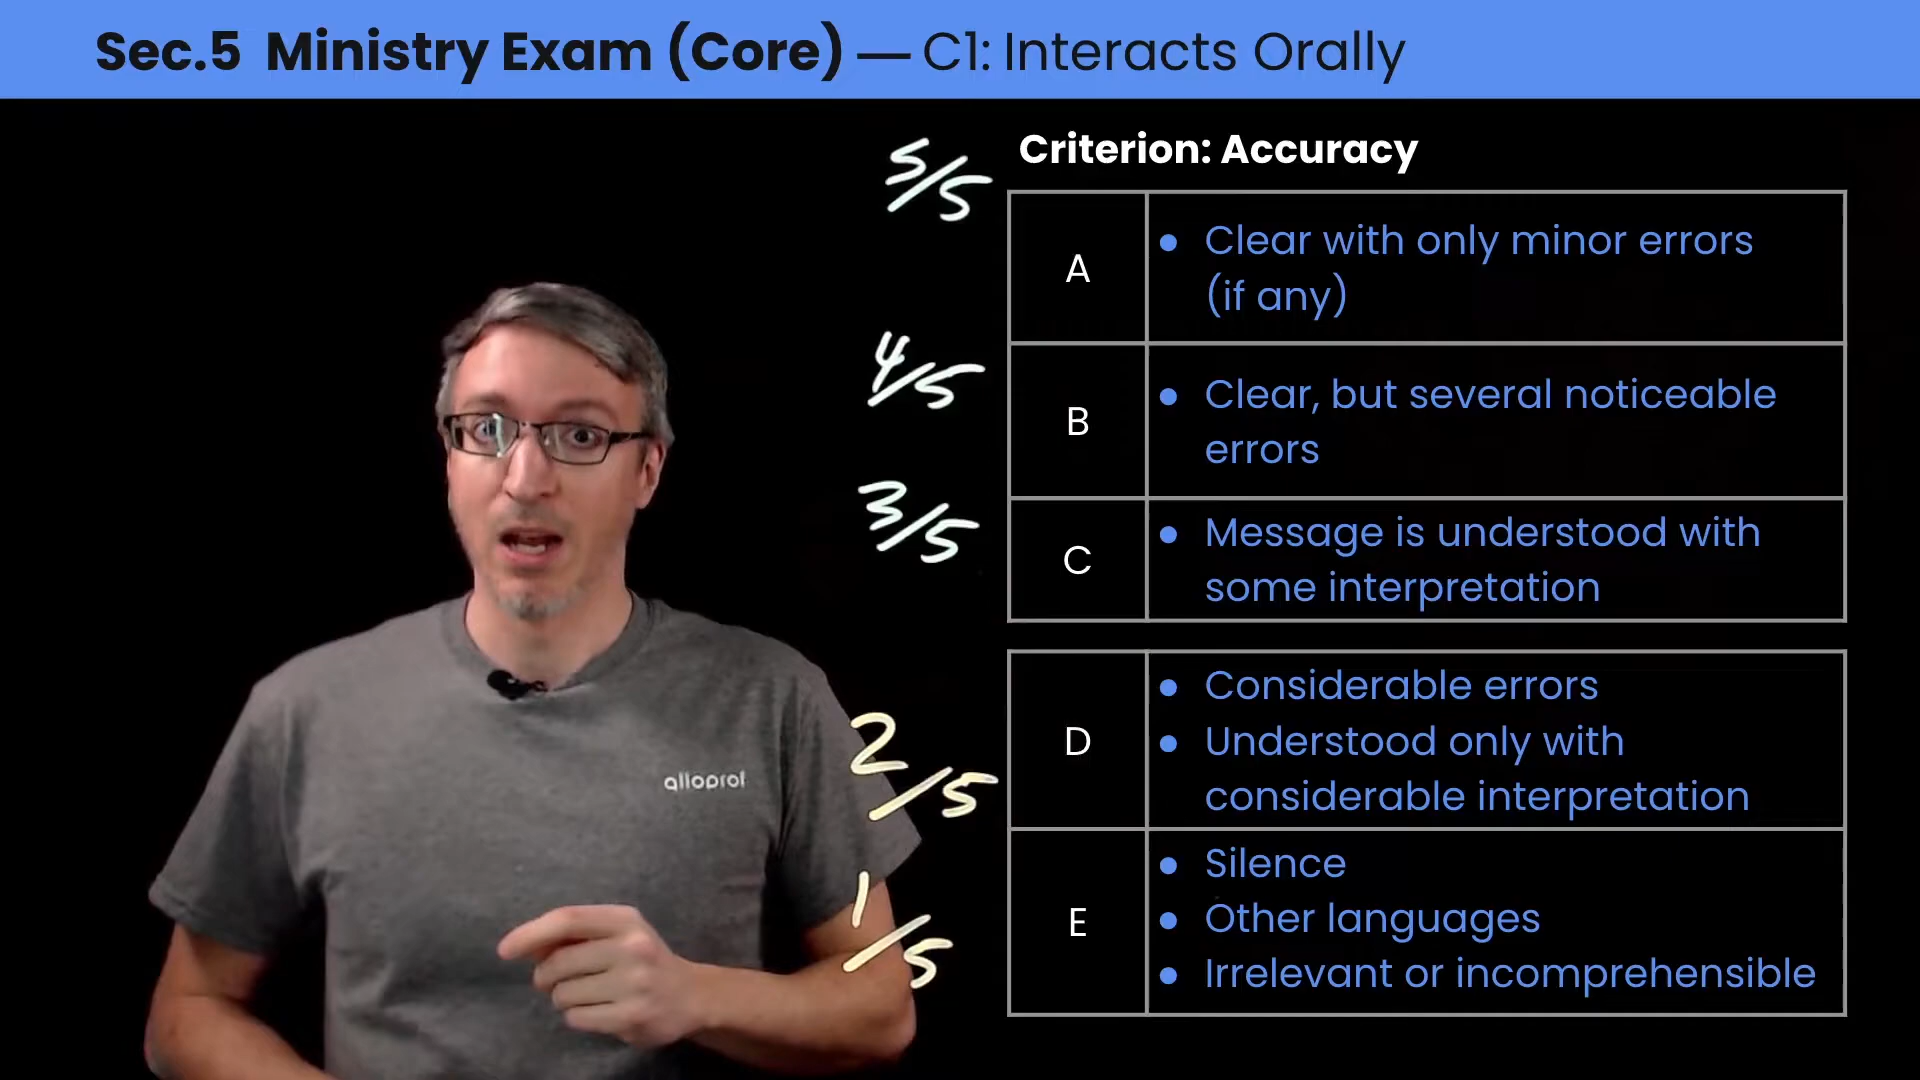 Sec.5 Ministry Exam (Core) — C1: Interacts Orally
Criterion: Accuracy
5/5
A
● Clear with only minor errors
(if any)
4/5
B
● Clear, but several noticeable
errors
3/5
C
● Message is understood with
some interpretation
2/5
D
● Considerable errors
● Understood only with
considerable interpretation
1/5
E
● Silence
● Other languages
● Irrelevant or incomprehensible
alloprof